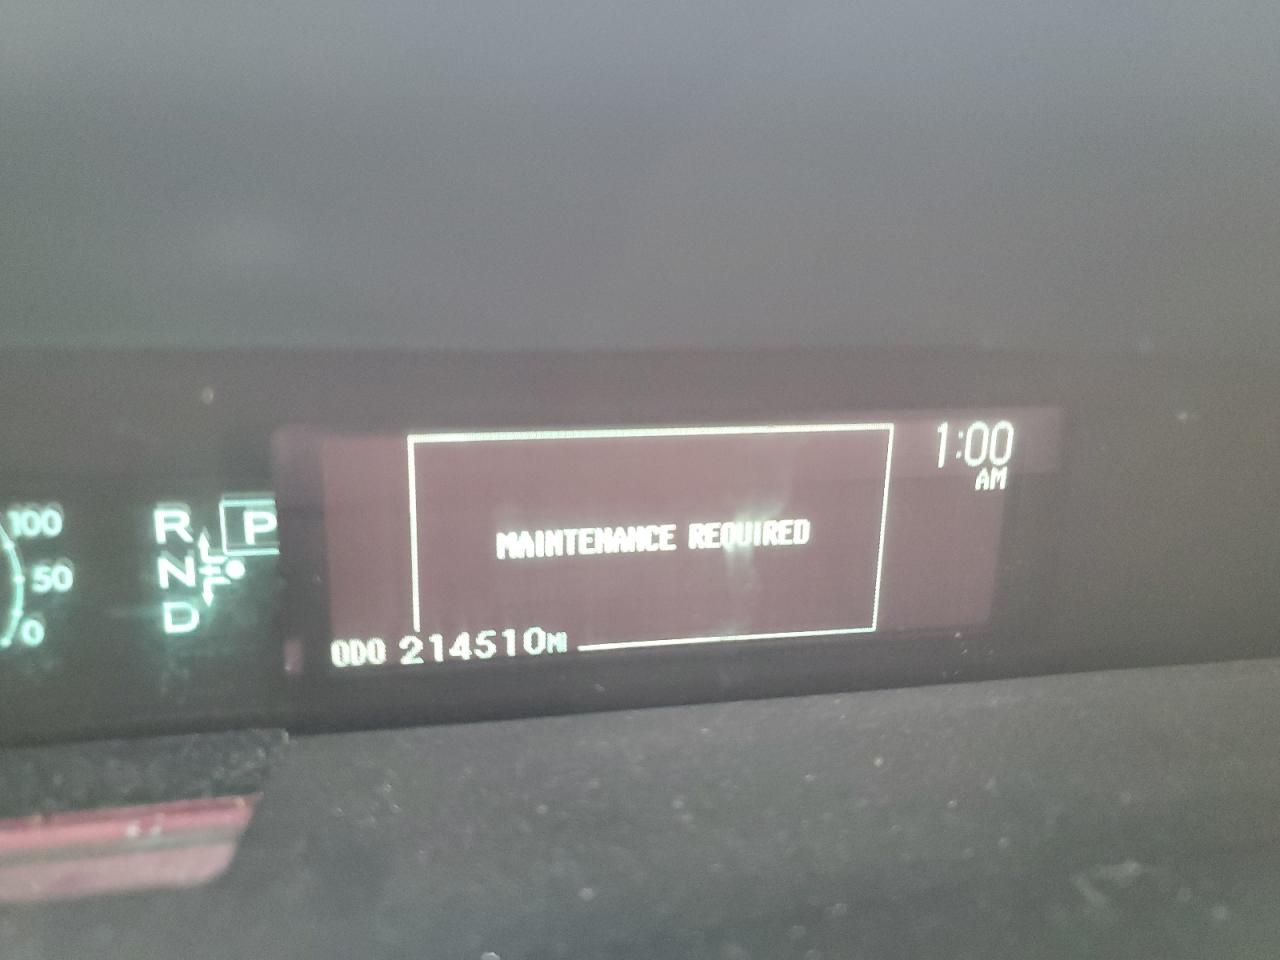 1:00
AM
MAINTENANCE REQUIRED
ODO 214510MI
100
50
0
R
P
N
D